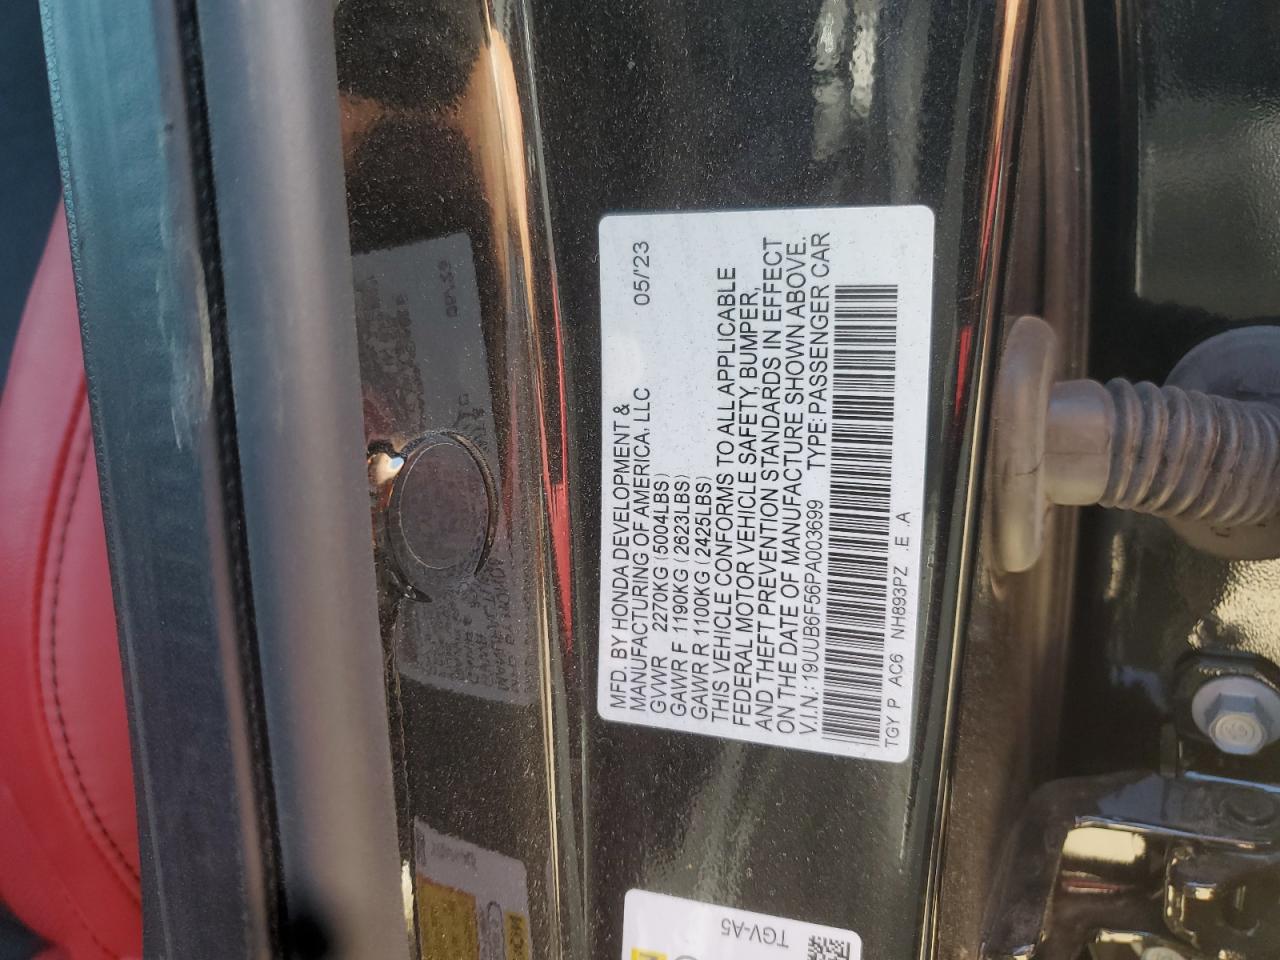 MFD. BY HONDA DEVELOPMENT &
MANUFACTURING OF AMERICA, LLC 05/'23
GVWR 2270KG (5004LBS)
GAWR F 1190KG (2623LBS)
GAWR R 1100KG (2425LBS)
THIS VEHICLE CONFORMS TO ALL APPLICABLE
FEDERAL MOTOR VEHICLE SAFETY, BUMPER,
AND THEFT PREVENTION STANDARDS IN EFFECT
ON THE DATE OF MANUFACTURE SHOWN ABOVE.
V.I.N.: 19UUB6F56PA003699 TYPE: PASSENGER CAR
TGY P AC6 NH893PZ .E .A
TGV-A5